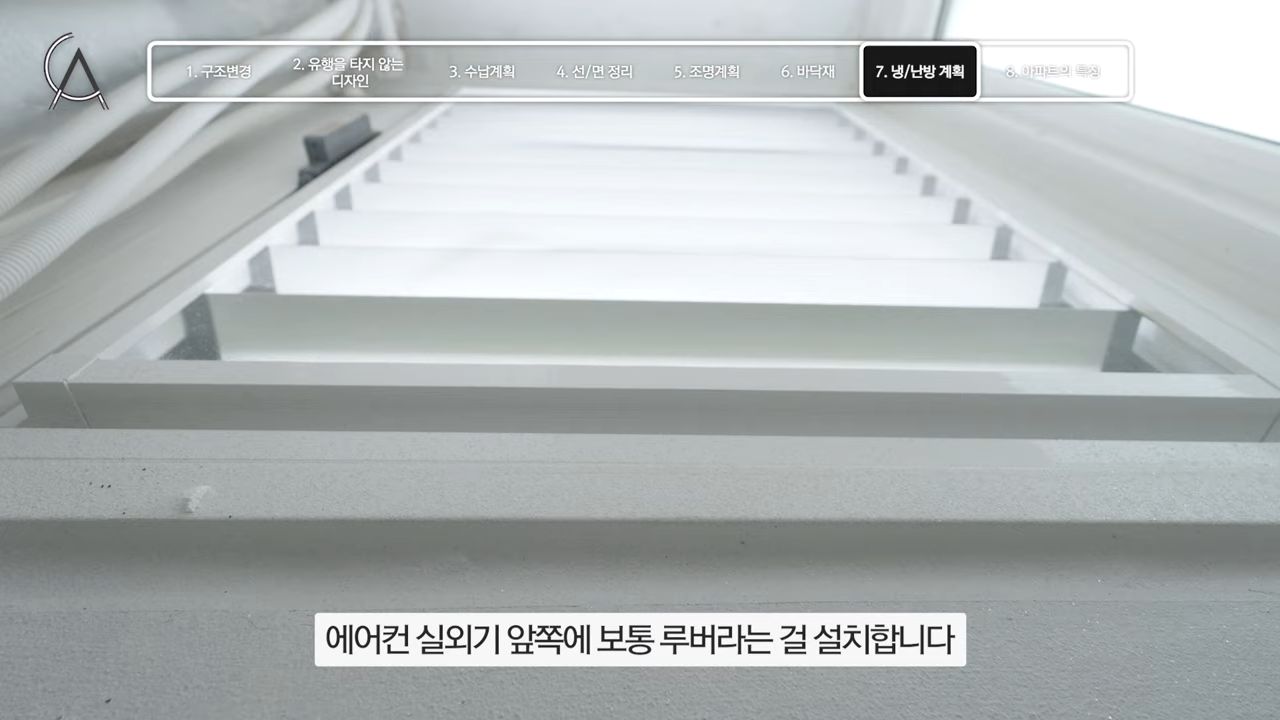 1. 구조변경
2. 유행을 타지 않는
디자인
3. 수납계획
4. 선/면 정리
5. 조명계획
6. 바닥재
7. 냉/난방 계획
8. 아파트의 특징
에어컨 실외기 앞쪽에 보통 루버라는 걸 설치합니다